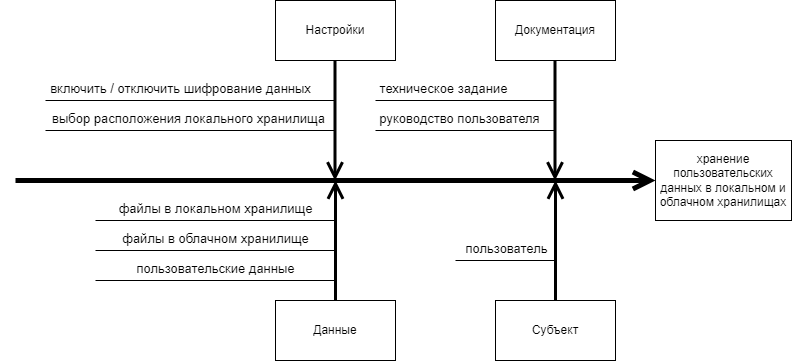 Настройки
Документация
включить / отключить шифрование данных
техническое задание
выбор расположения локального хранилища
руководство пользователя
хранение
пользовательских
данных в локальном и
облачном хранилищах
файлы в локальном хранилище
файлы в облачном хранилище
пользователь
пользовательские данные
Данные
Субъект